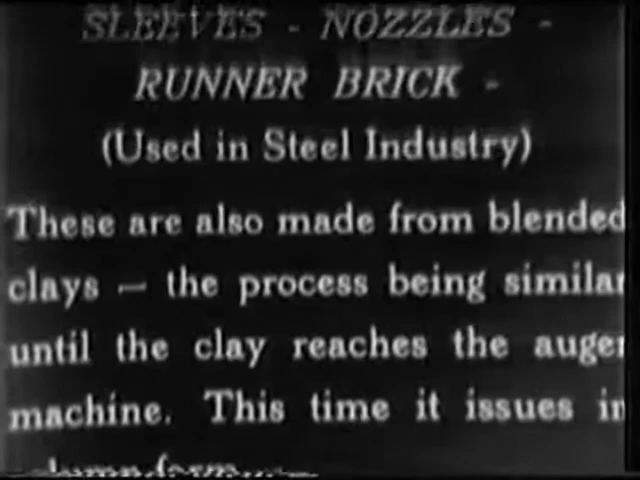 SLEEVES - NOZZLES -
RUNNER BRICK -
(Used in Steel Industry)
These are also made from blended
clays — the process being similar
until the clay reaches the auger
machine. This time it issues in